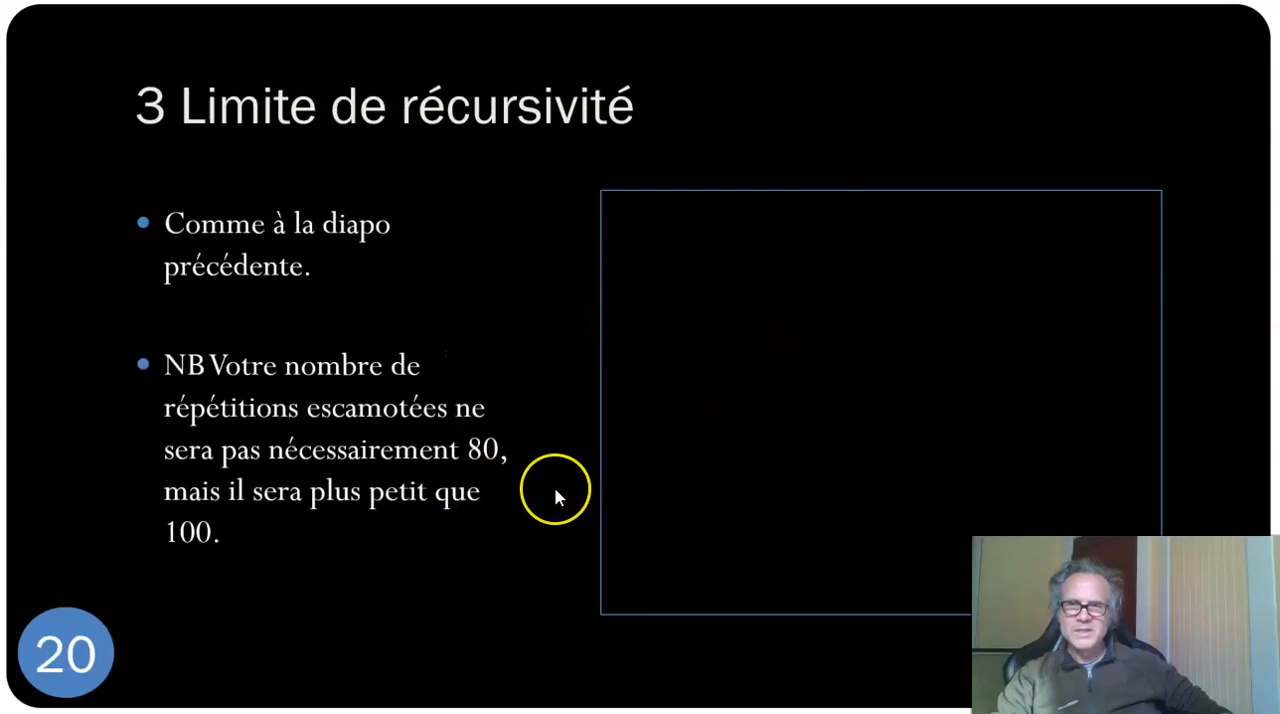 3 Limite de récursivité
Comme à la diapo
précédente.
NB Votre nombre de
répétitions escamotées ne
sera pas nécessairement 80,
mais il sera plus petit que
100.
20